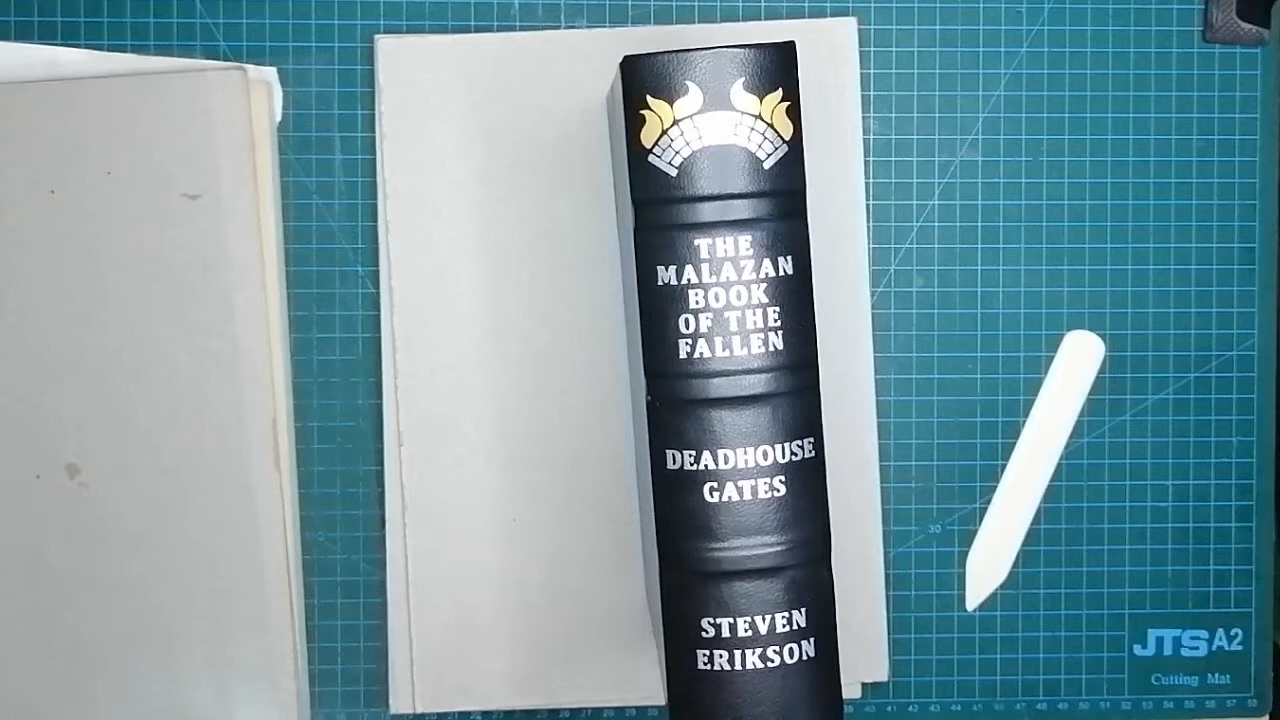 THE
MALAZAN
BOOK
OF THE
FALLEN
DEADHOUSE
GATES
STEVEN
ERIKSON
30
JTS A2
Cutting Mat